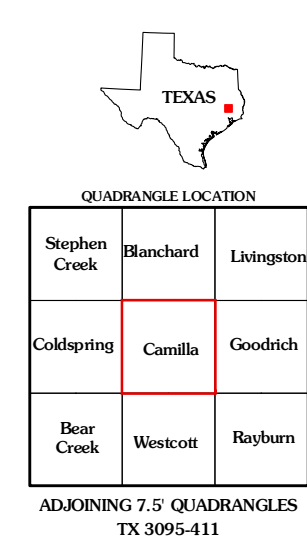 TEXAS
QUADRANGLE LOCATION
Stephen
Creek
Blanchard
Livingston
Coldspring
Camilla
Goodrich
Bear
Creek
Westcott
Rayburn
ADJOINING 7.5' QUADRANGLES
TX 3095-411